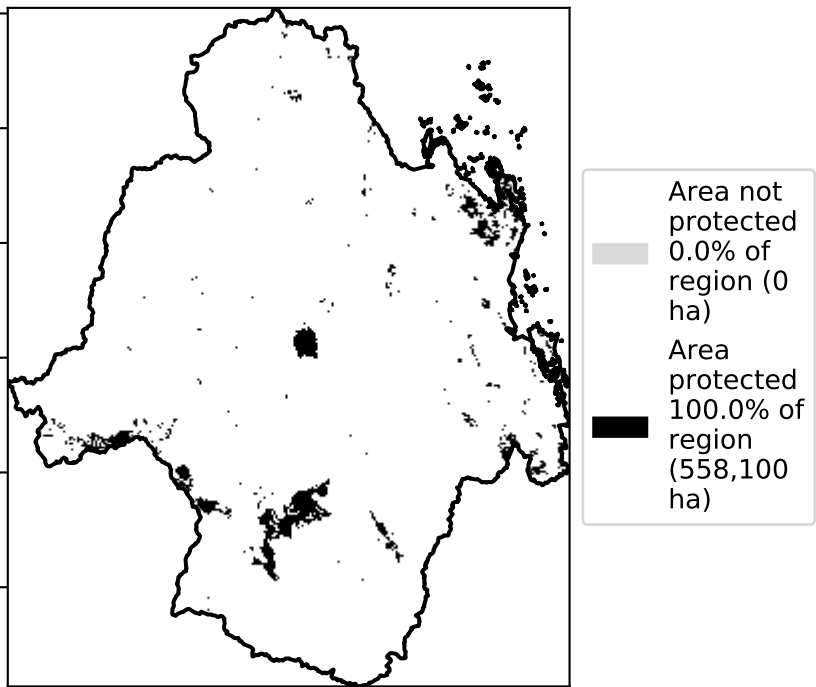 Area not
protected
0.0% of
region (0
ha)
Area
protected
100.0% of
region
(558,100
ha)